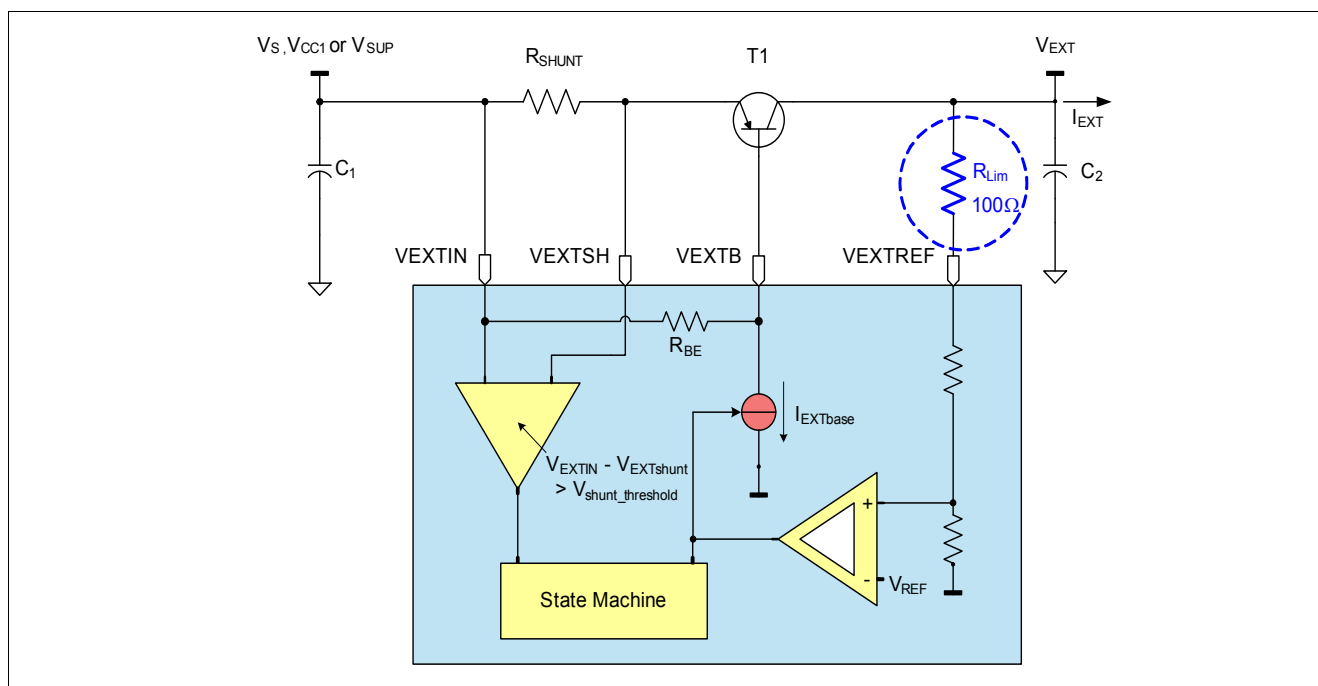 VS,VCC1 or VSUP
RSHUNT
T1
VEXT
IEXT
C1
RLim
100Ω
C2
VEXTIN
VEXTSH
VEXTB
VEXTREF
RBE
IEXTbase
VEXTIN - VEXTshunt
> Vshunt_threshold
+
-
VREF
State Machine